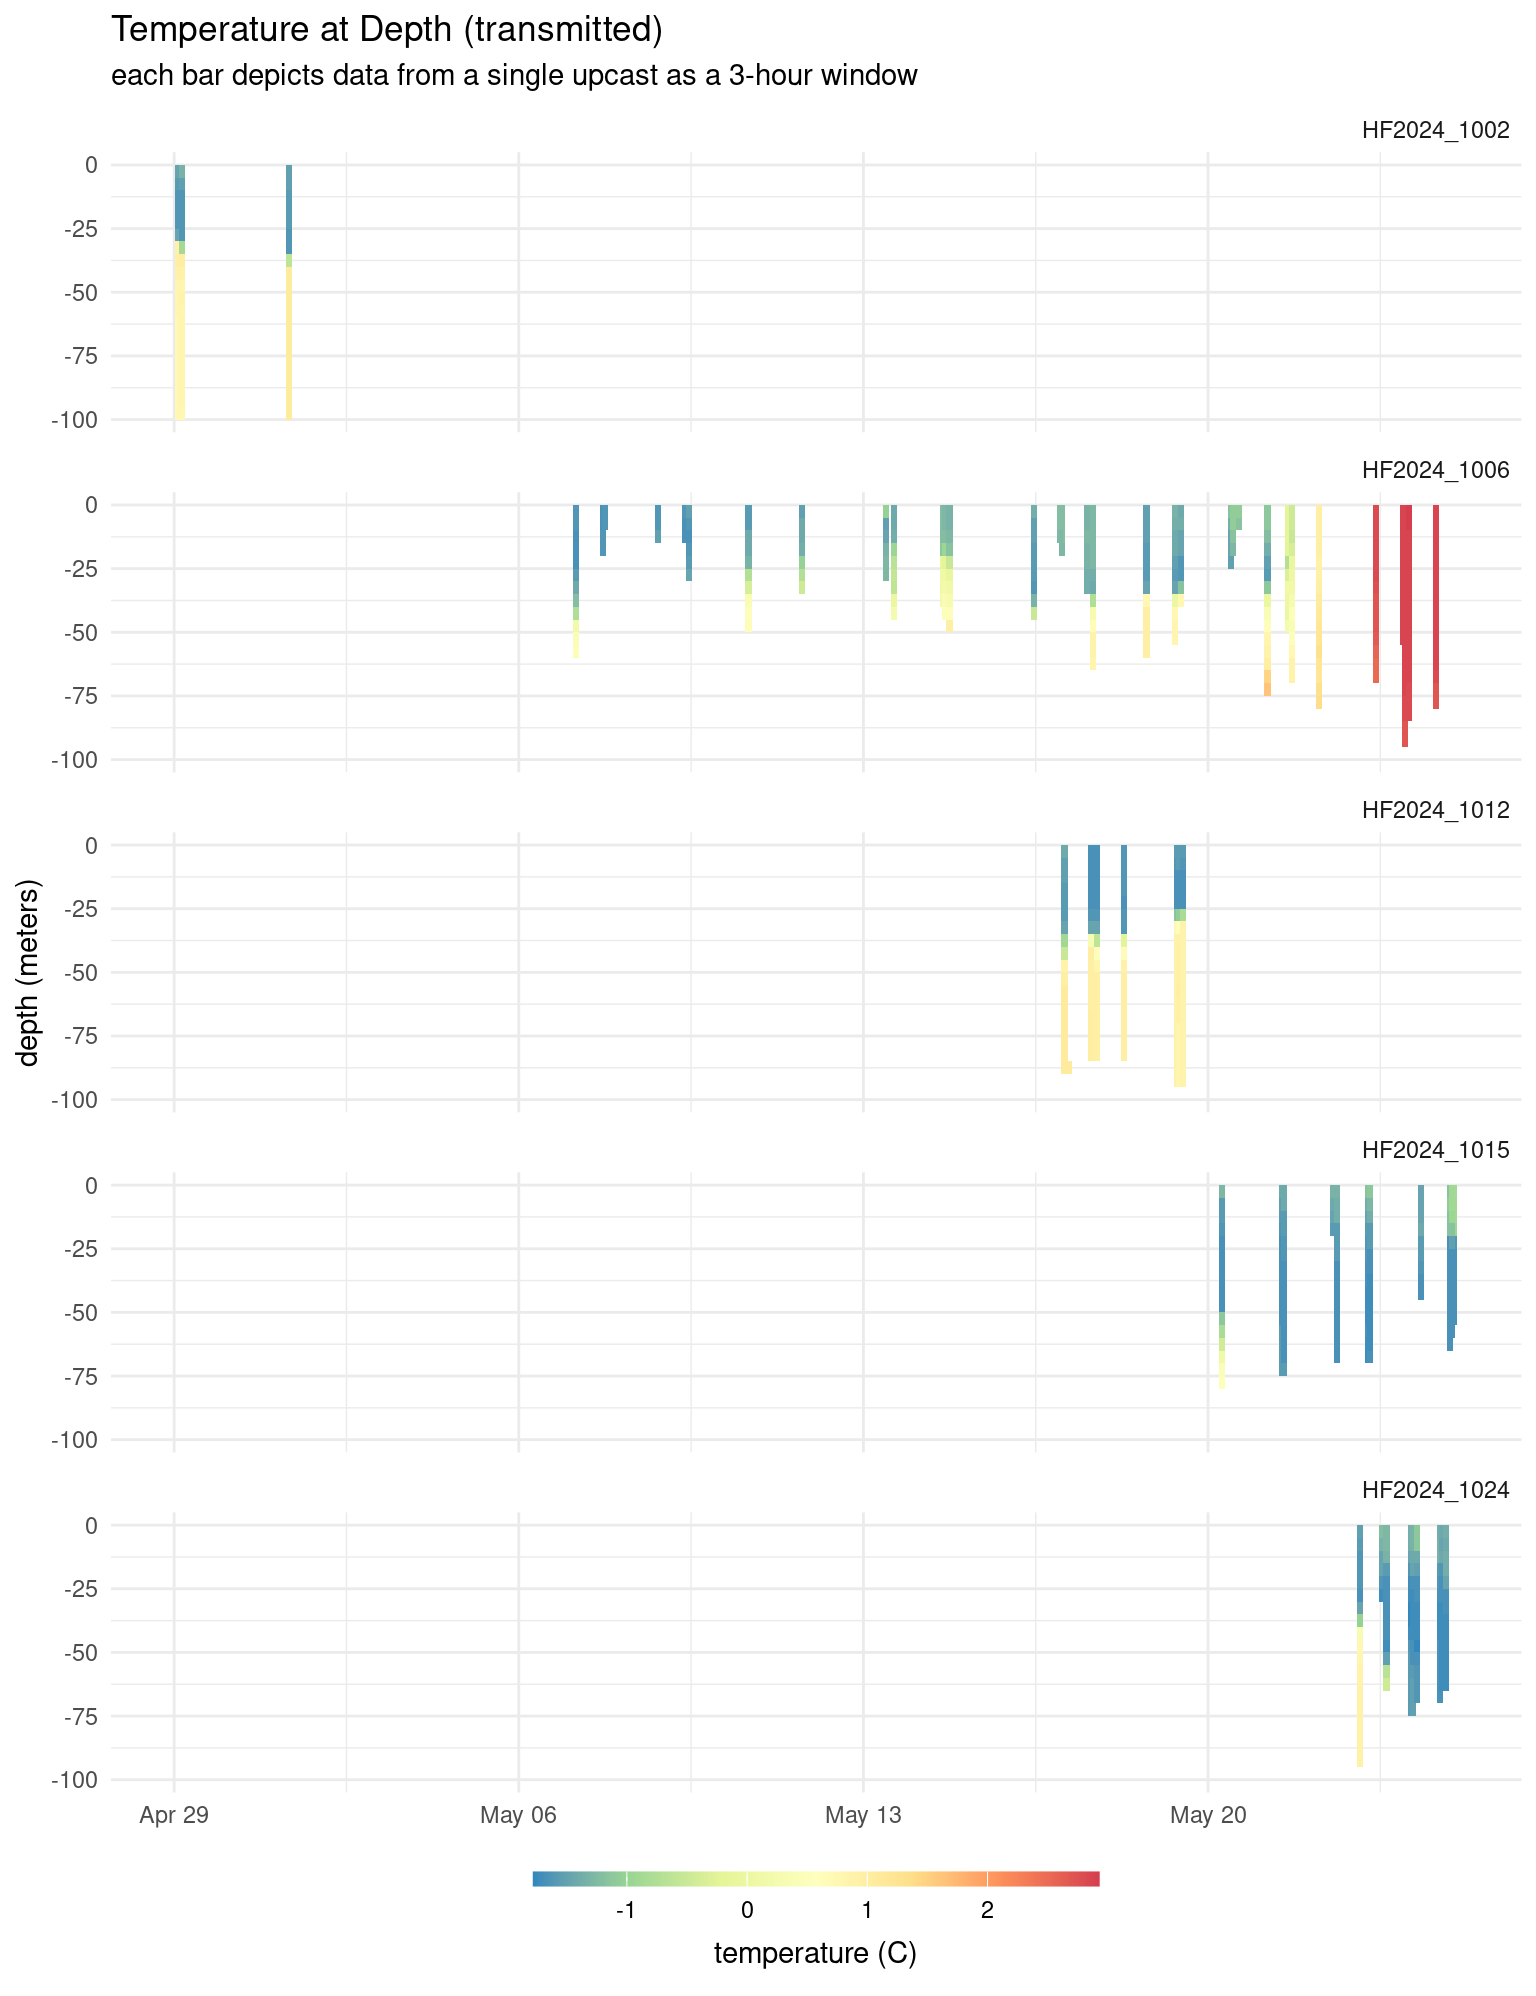 Temperature at Depth (transmitted)
each bar depicts data from a single upcast as a 3-hour window
HF2024_1002
0
-25
-50
-75
-100
HF2024_1006
0
-25
-50
-75
-100
HF2024_1012
0
-25
-50
-75
-100
depth (meters)
HF2024_1015
0
-25
-50
-75
-100
HF2024_1024
0
-25
-50
-75
-100
Apr 29 May 06 May 13 May 20
-1 0 1 2
temperature (C)